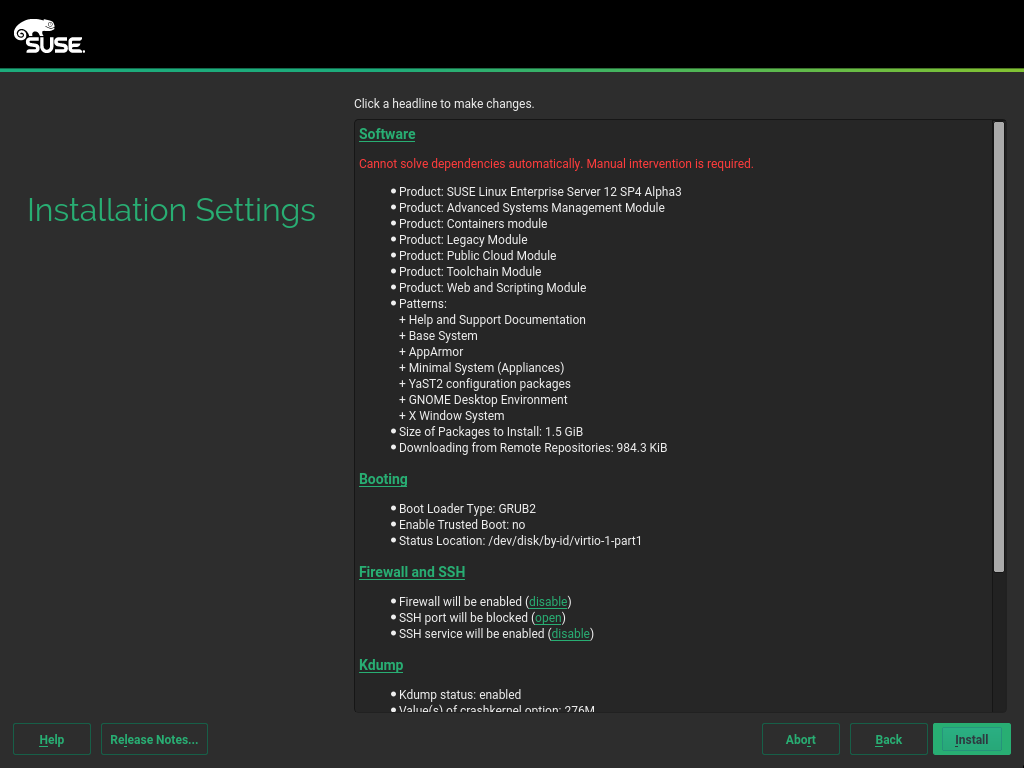 SUSE.
Click a headline to make changes.
Installation Settings
Software
Cannot solve dependencies automatically. Manual intervention is required.
Product: SUSE Linux Enterprise Server 12 SP4 Alpha3
Product: Advanced Systems Management Module
Product: Containers module
Product: Legacy Module
Product: Public Cloud Module
Product: Toolchain Module
Product: Web and Scripting Module
Patterns:
+ Help and Support Documentation
+ Base System
+ AppArmor
+ Minimal System (Appliances)
+ YaST2 configuration packages
+ GNOME Desktop Environment
+ X Window System
Size of Packages to Install: 1.5 GiB
Downloading from Remote Repositories: 984.3 KiB
Booting
Boot Loader Type: GRUB2
Enable Trusted Boot: no
Status Location: /dev/disk/by-id/virtio-1-part1
Firewall and SSH
Firewall will be enabled (disable)
SSH port will be blocked (open)
SSH service will be enabled (disable)
Kdump
Kdump status: enabled
Value(s) of crashkernel option: 276M
Help
Release Notes...
Abort
Back
Install